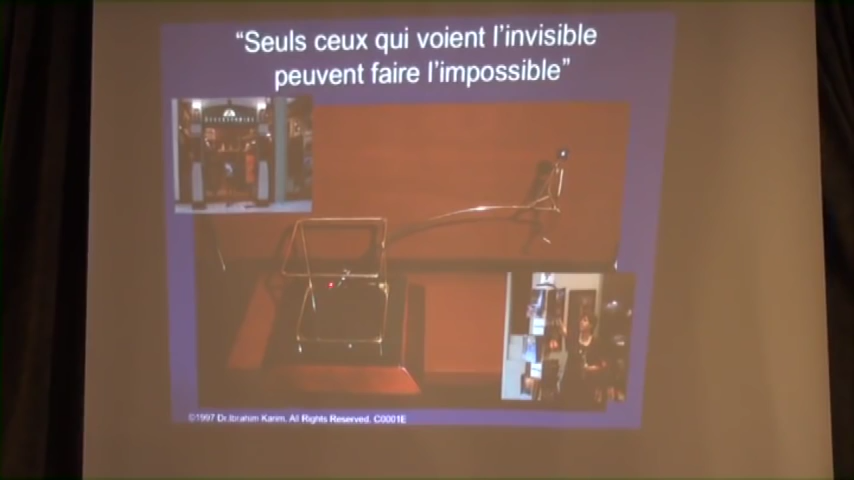 “Seuls ceux qui voient l’invisible
peuvent faire l’impossible”
©1997 Dr.Ibrahim Karim. All Rights Reserved. C0001E